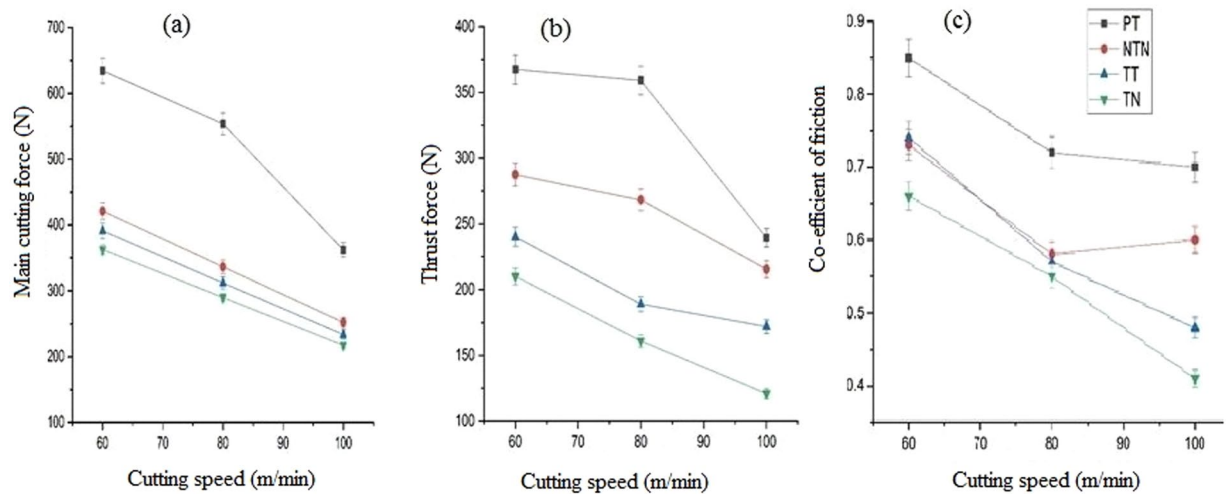 (a)
Main cutting force (N)
700
600
500
400
300
200
100
60 70 80 90 100
Cutting speed (m/min)
(b)
Thrust force (N)
400
350
300
250
200
150
100
60 70 80 90 100
Cutting speed (m/min)
(c)
PT
NTN
TT
TN
Co-efficient of friction
0.9
0.8
0.7
0.6
0.5
0.4
60 70 80 90 100
Cutting speed (m/min)